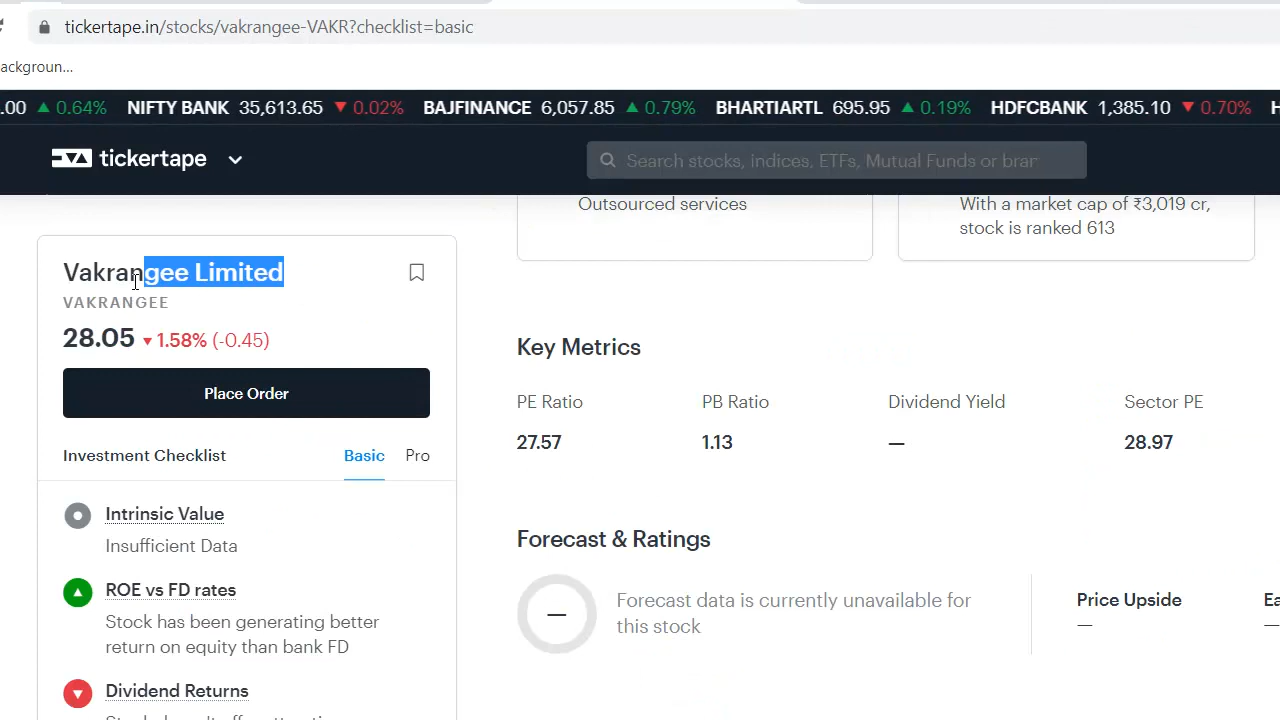 tickertape.in/stocks/vakrangee-VAKR?checklist=basic
ackgroun...
.00 ▲ 0.64% NIFTY BANK 35,613.65 ▼ 0.02% BAJFINANCE 6,057.85 ▲ 0.79% BHARTIARTL 695.95 ▲ 0.19% HDFCBANK 1,385.10 ▼ 0.70% H
tickertape
Search stocks, indices, ETFs, Mutual Funds or brar
Outsourced services
With a market cap of ₹3,019 cr,
stock is ranked 613
Vakrangee Limited
VAKRANGEE
28.05 ▼ 1.58% (-0.45)
Place Order
Investment Checklist Basic Pro
Intrinsic Value
Insufficient Data
ROE vs FD rates
Stock has been generating better
return on equity than bank FD
Dividend Returns
Key Metrics
PE Ratio PB Ratio Dividend Yield Sector PE
27.57 1.13 — 28.97
Forecast & Ratings
— Forecast data is currently unavailable for
this stock
Price Upside Ea
— —